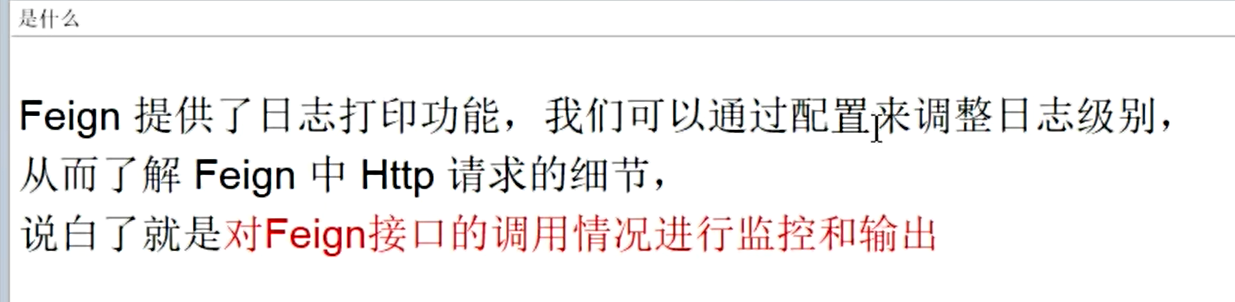 是什么
Feign 提供了日志打印功能，我们可以通过配置来调整日志级别，
从而了解 Feign 中 Http 请求的细节，
说白了就是对Feign接口的调用情况进行监控和输出